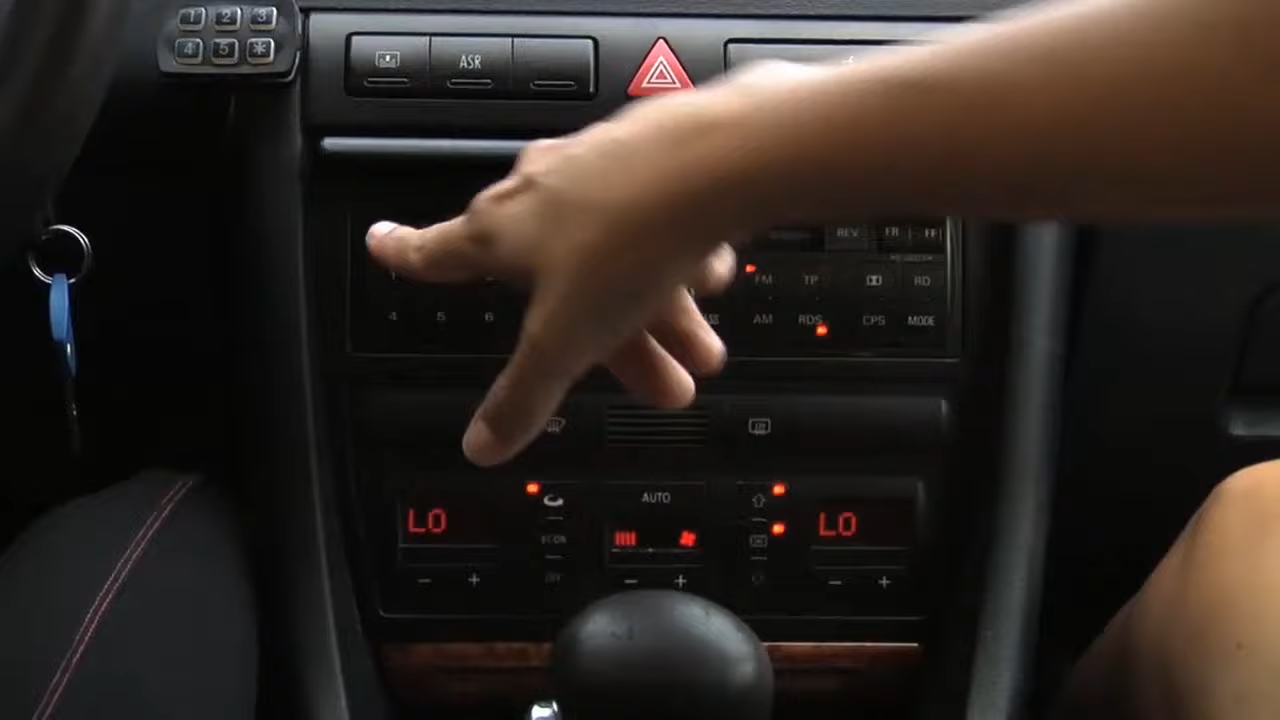 1 2 3
4 5 *
ASR
REV FR FF
FM TP RD
4 5 6 AM RDS CPS MODE
AUTO
LO LO
ECON
OFF
− + − + − +